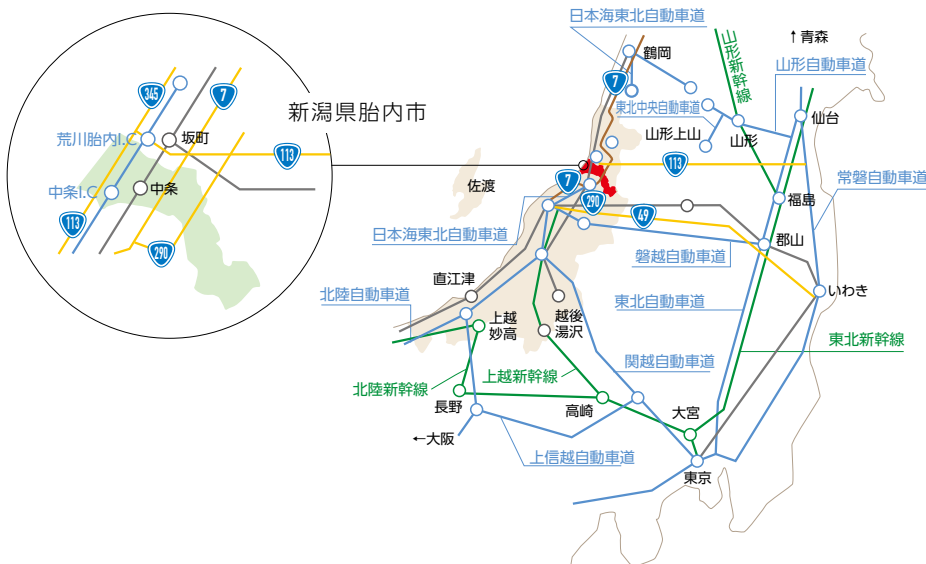 日本海東北自動車道
鶴岡
↑青森
山形新幹線
山形自動車道
7
345
7
新潟県胎内市
東北中央自動車道
仙台
荒川胎内I.C
坂町
山形上山
山形
113
113
佐渡
7
常磐自動車道
中条I.C
中条
290
福島
49
113
日本海東北自動車道
郡山
290
磐越自動車道
直江津
いわき
北陸自動車道
東北自動車道
上越
妙高
越後
湯沢
東北新幹線
関越自動車道
上越新幹線
北陸新幹線
長野
高崎
大宮
←大阪
上信越自動車道
東京